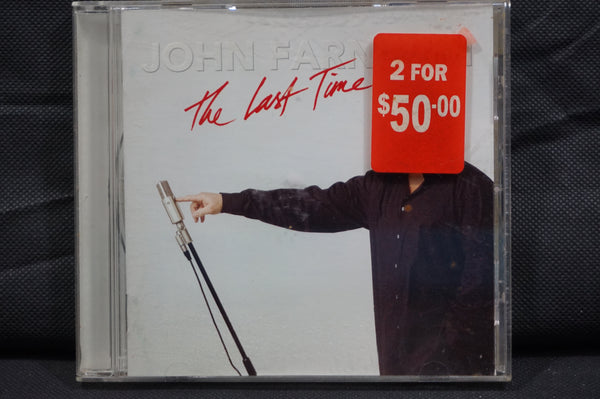 JOHN FARN
The Last Time
2 FOR
$50-00